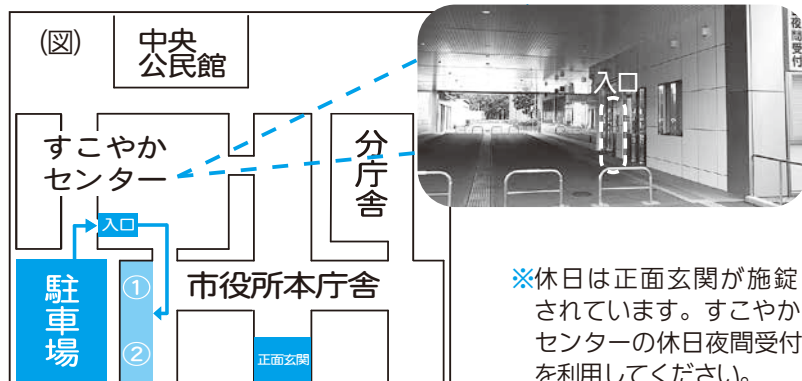 (図)
中央
公民館
夜間受付
入口
すこやか
センター
分庁舎
入口
駐車場
①
市役所本庁舎
②
正面玄関
※休日は正面玄関が施錠
されています。すこやか
センターの休日夜間受付
を利用してください。